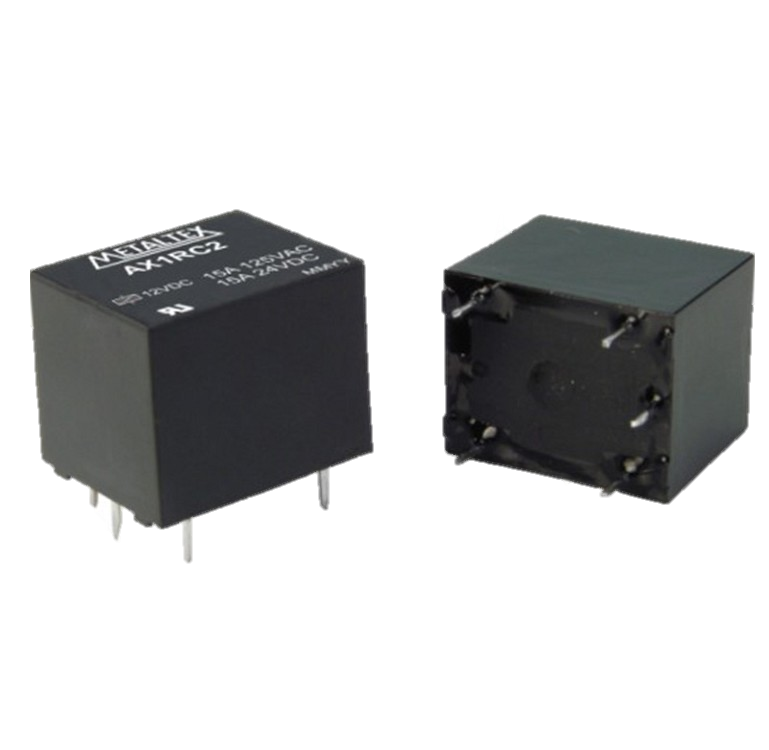 METALTEX
AX1RC2
12VDC 15A 125VAC
15A 24VDC
MMYY